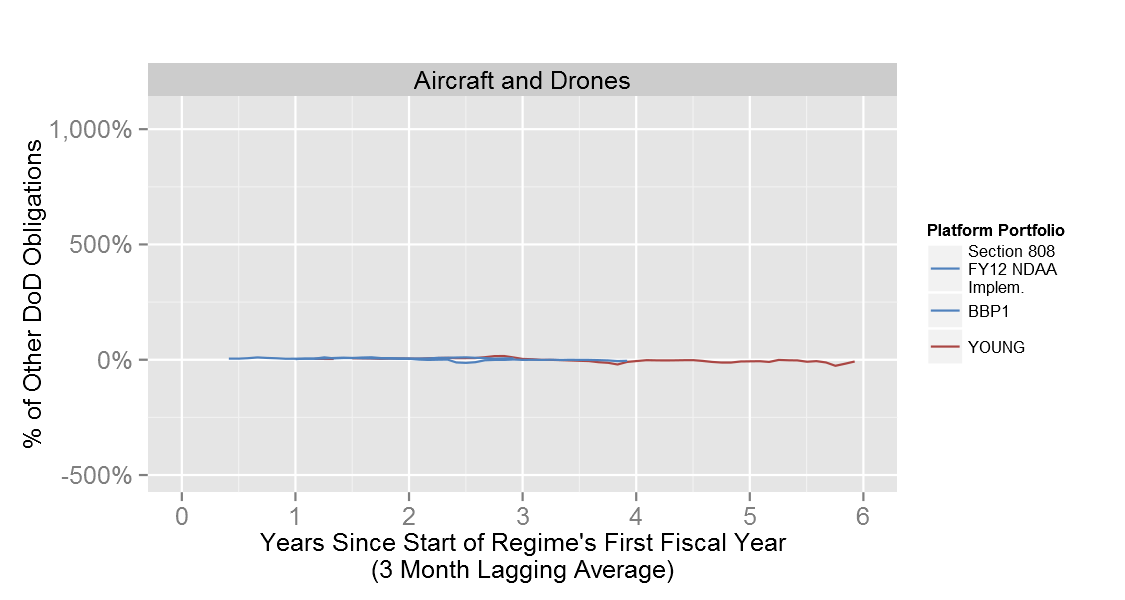 Aircraft and Drones
% of Other DoD Obligations
1,000%
500%
0%
-500%
0 1 2 3 4 5 6
Years Since Start of Regime's First Fiscal Year
(3 Month Lagging Average)
Platform Portfolio
Section 808
FY12 NDAA
Implem.
BBP1
YOUNG